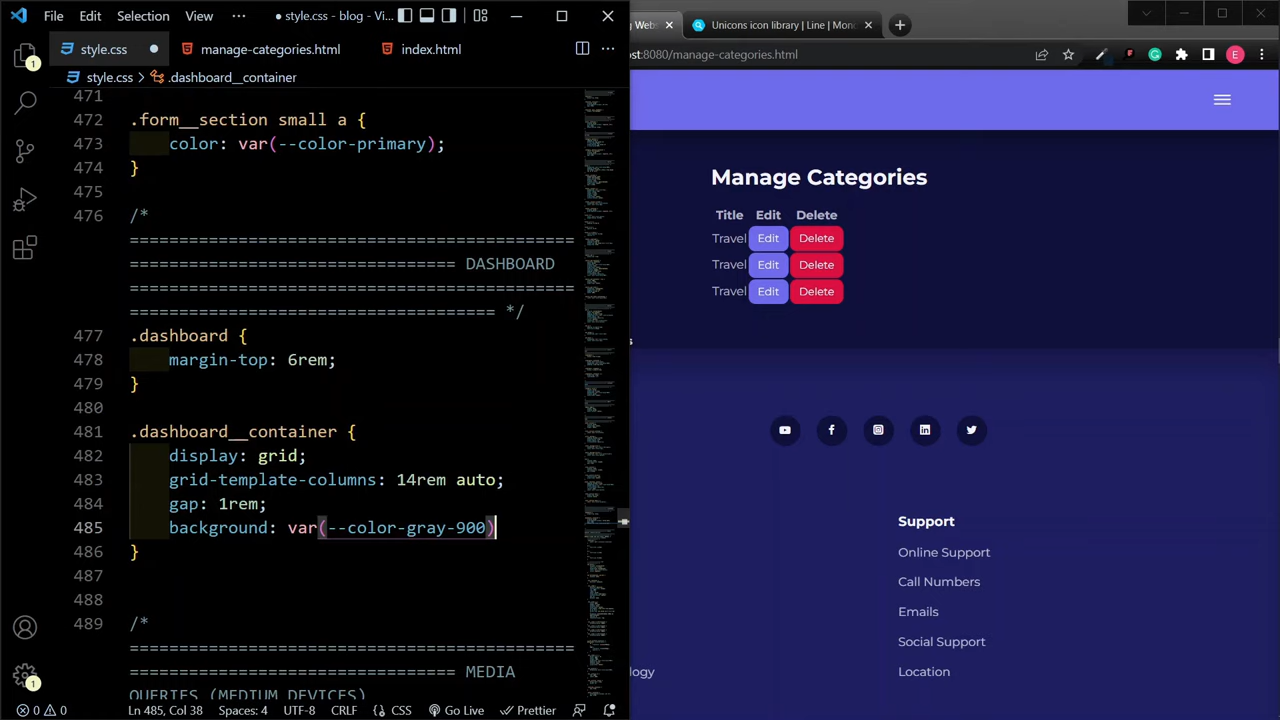 File Edit Selection View ··· style.css - blog - Vi...
Unicons icon library | Line | Mon
style.css manage-categories.html index.html ···
style.css > .dashboard__container
st:8080/manage-categories.html
E
471
472 .form__section small a {
473 color: var(--color-primary);
474 }
475
476 /*
=============================================
================================= DASHBOARD
=============================================
===================================== */
477 .dashboard {
478 margin-top: 6rem;
479 }
480
481 .dashboard__container {
482 display: grid;
483 grid-template-columns: 14rem auto;
484 gap: 1rem;
485 background: var(--color-gray-900)
486 }
487
488
/*
=============================================
================================= MEDIA
QUERIES (MEDIUM DEVICES)
1
1
0 0 Ln 485, Col 38 Spaces: 4 UTF-8 CRLF {} CSS Go Live Prettier
Manage Categories
Title Edit Delete
Travel Edit Delete
Travel Edit Delete
Travel Edit Delete
Support
Online Support
Call Numbers
Emails
Social Support
Location
ology